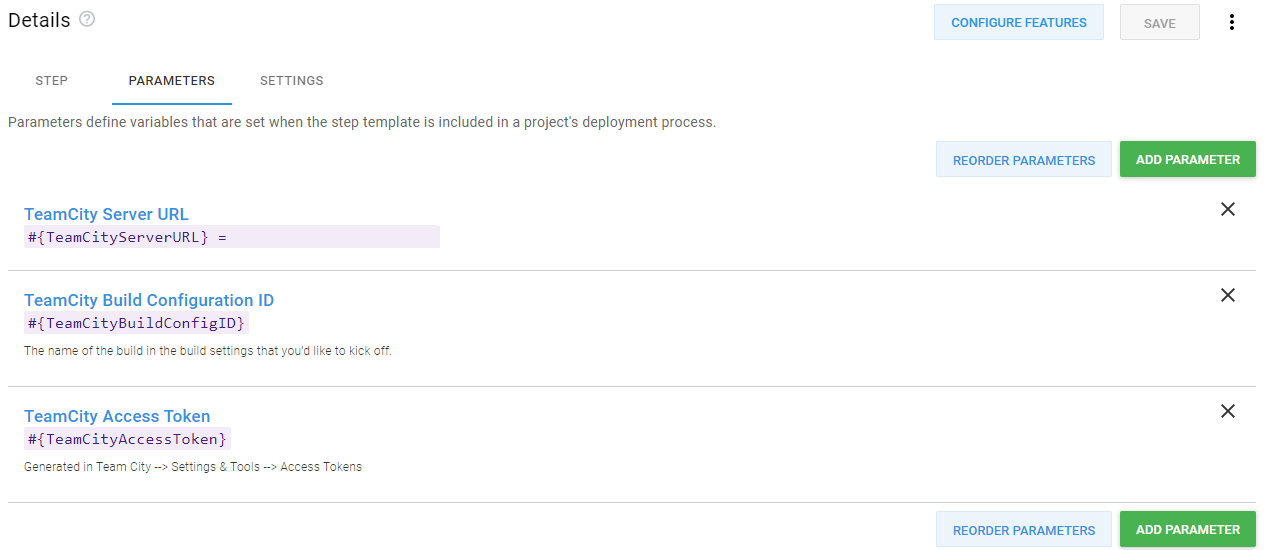 Details ?
CONFIGURE FEATURES
SAVE
STEP
PARAMETERS
SETTINGS
Parameters define variables that are set when the step template is included in a project's deployment process.
REORDER PARAMETERS
ADD PARAMETER
TeamCity Server URL
#{TeamCityServerURL} =
TeamCity Build Configuration ID
#{TeamCityBuildConfigID}
The name of the build in the build settings that you'd like to kick off.
TeamCity Access Token
#{TeamCityAccessToken}
Generated in Team City --> Settings & Tools --> Access Tokens
REORDER PARAMETERS
ADD PARAMETER